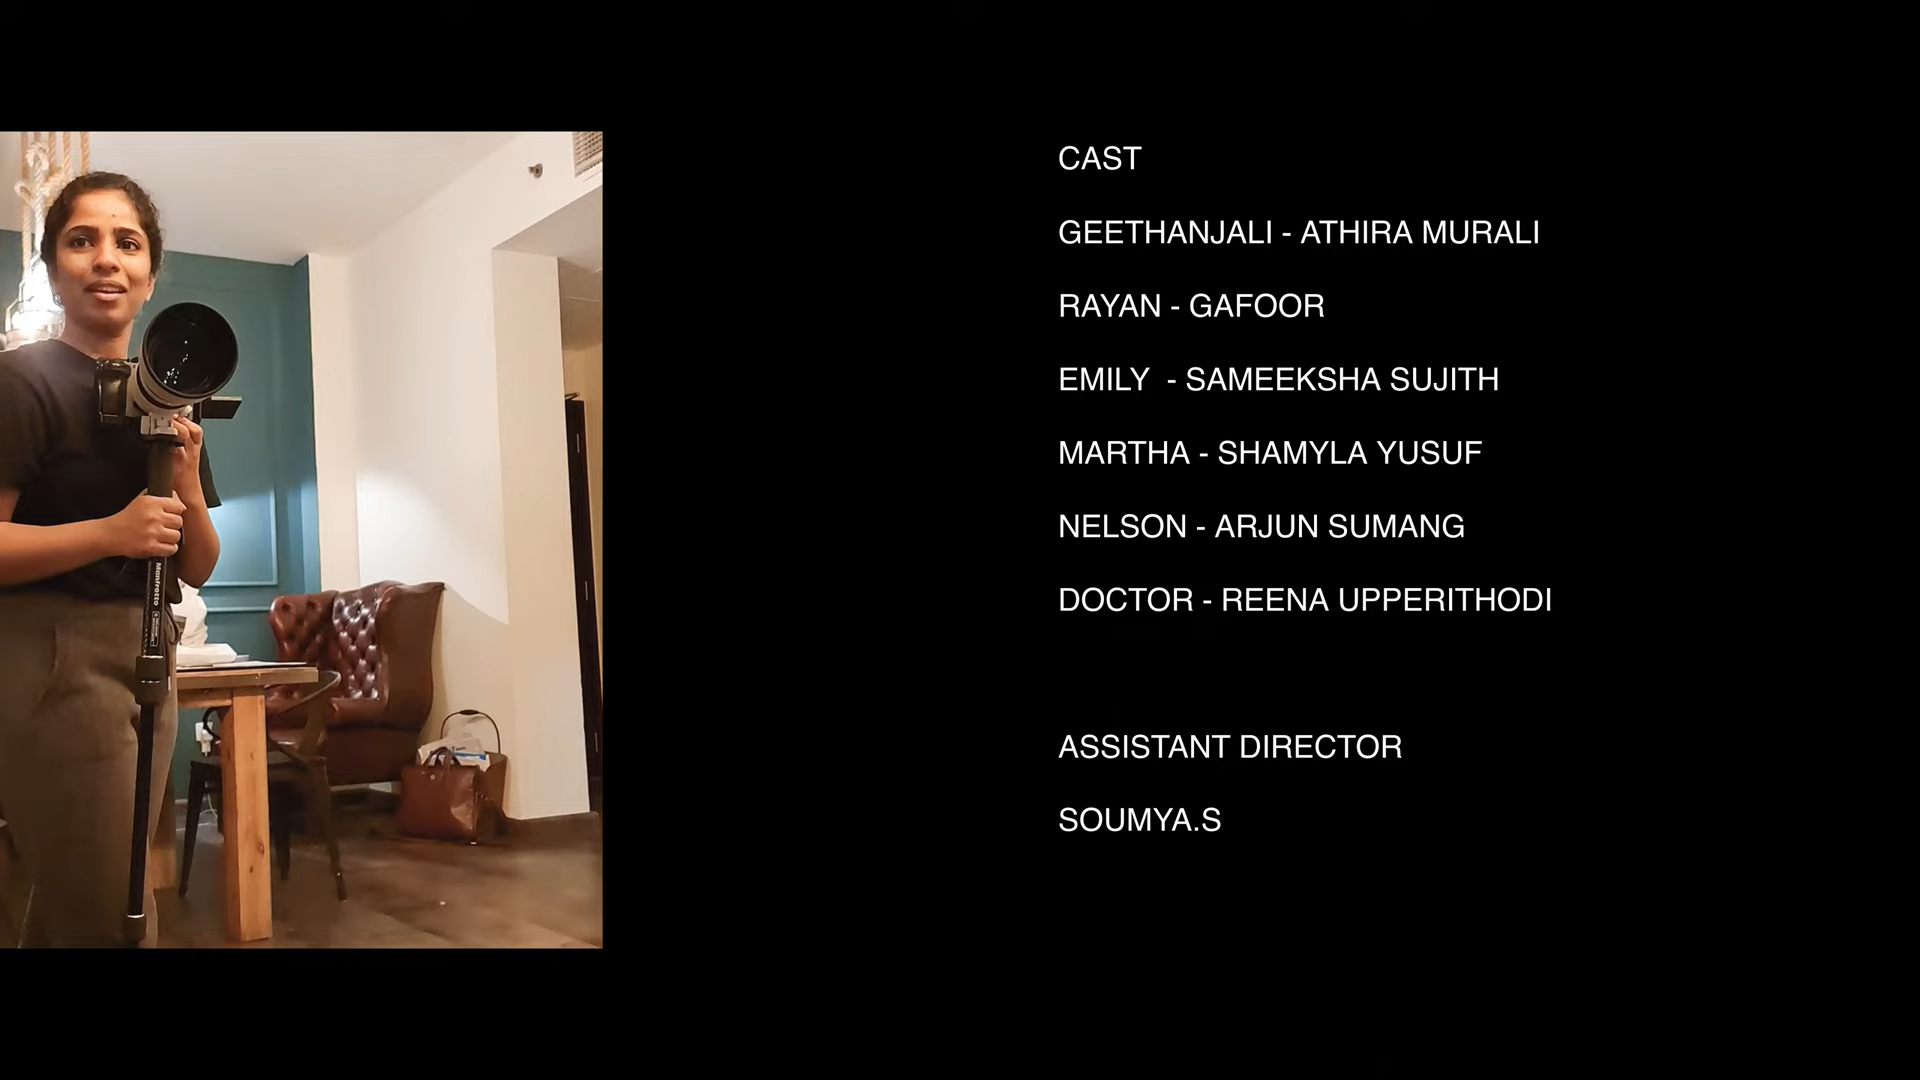 CAST
GEETHANJALI - ATHIRA MURALI
RAYAN - GAFOOR
EMILY  - SAMEEKSHA SUJITH
MARTHA - SHAMYLA YUSUF
NELSON - ARJUN SUMANG
DOCTOR - REENA UPPERITHODI
ASSISTANT DIRECTOR
SOUMYA.S
Manfrotto